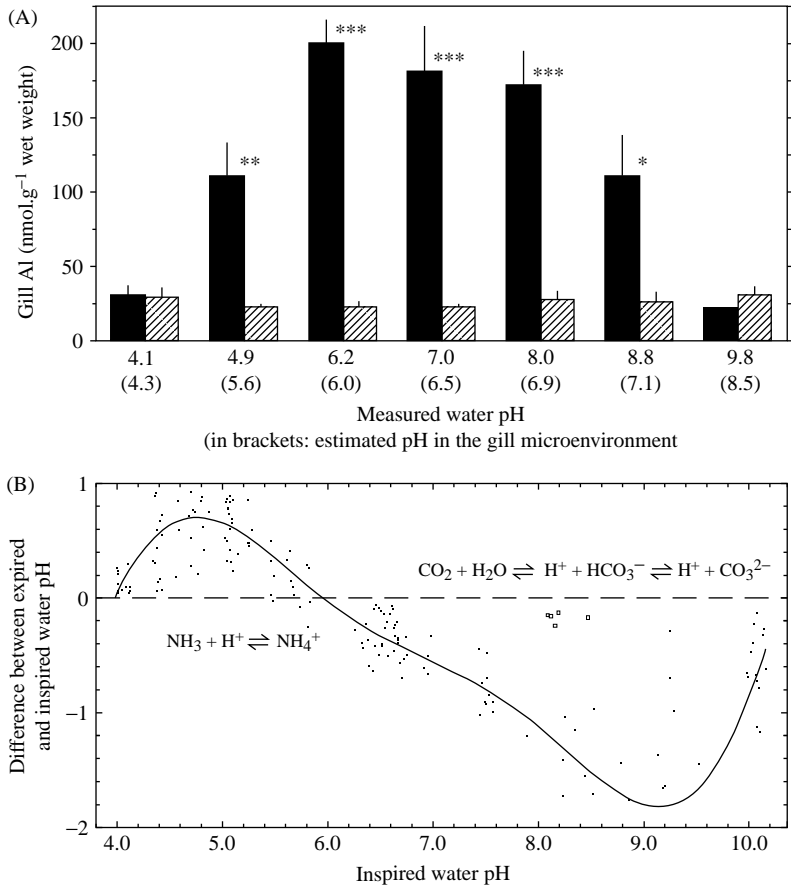 (A)
Gill Al (nmol.g⁻¹ wet weight)
200
150
100
50
0
***
***
***
**
*
4.1 4.9 6.2 7.0 8.0 8.8 9.8
(4.3) (5.6) (6.0) (6.5) (6.9) (7.1) (8.5)
Measured water pH
(in brackets: estimated pH in the gill microenvironment
(B)
Difference between expired
and inspired water pH
1
0
−1
−2
CO₂ + H₂O ⇌ H⁺ + HCO₃⁻ ⇌ H⁺ + CO₃²⁻
NH₃ + H⁺ ⇌ NH₄⁺
4.0 5.0 6.0 7.0 8.0 9.0 10.0
Inspired water pH